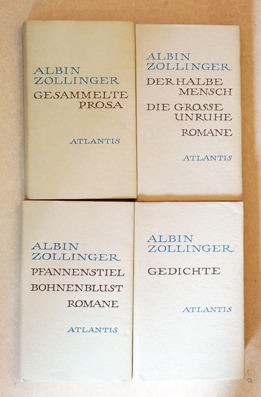 ALBIN
ZOLLINGER
GESAMMELTE
PROSA
ATLANTIS
ALBIN
ZOLLINGER
DER HALBE
MENSCH
DIE GROSSE
UNRUHE
ROMANE
ATLANTIS
ALBIN
ZOLLINGER
PFANNENSTIEL
BOHNENBLUST
ROMANE
ATLANTIS
ALBIN
ZOLLINGER
GEDICHTE
ATLANTIS